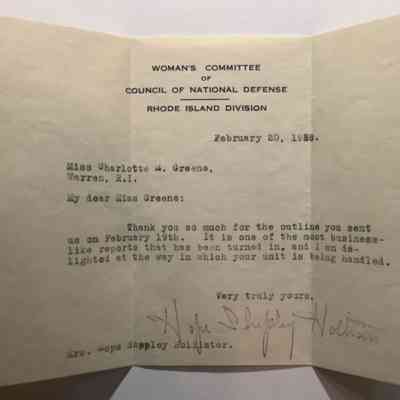 WOMAN'S COMMITTEE
OF
COUNCIL OF NATIONAL DEFENSE
RHODE ISLAND DIVISION
February 20,
Miss Charlotte M. Greene,
Warren, R.I.
My dear Miss Greene:
Thank you so much for the outline you sent
us on February 19th. It is one of the most business-
like reports that has been turned in, and I am de-
lighted at the way in which your unit is being handled.
Very truly yours,
Hope Shepley
Mrs. Hope